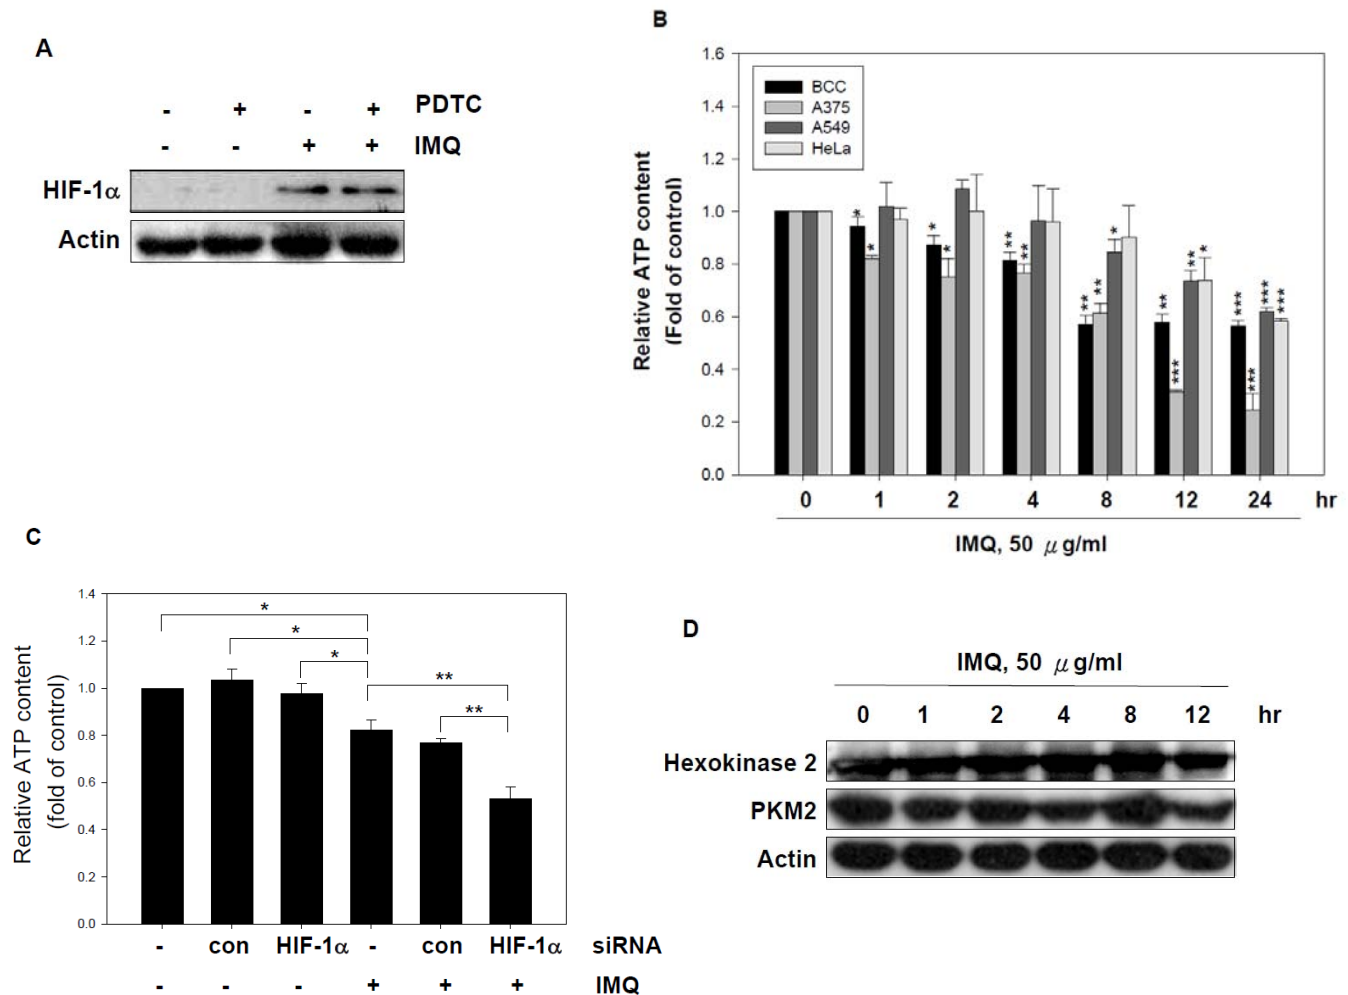 A
- + - + PDTC
- - + + IMQ
HIF-1α
Actin
B
1.6
1.4
1.2
1.0
0.8
0.6
0.4
0.2
0.0
Relative ATP content
(Fold of control)
BCC
A375
A549
HeLa
* * * * ** ** ** ** * ** *** ** * *** *** *** ***
0 1 2 4 8 12 24 hr
IMQ, 50 μg/ml
C
1.4
1.2
1.0
0.8
0.6
0.4
0.2
0.0
Relative ATP content
(fold of control)
*
*
*
**
**
- con HIF-1α - con HIF-1α siRNA
- - - + + + IMQ
D
IMQ, 50 μg/ml
0 1 2 4 8 12 hr
Hexokinase 2
PKM2
Actin